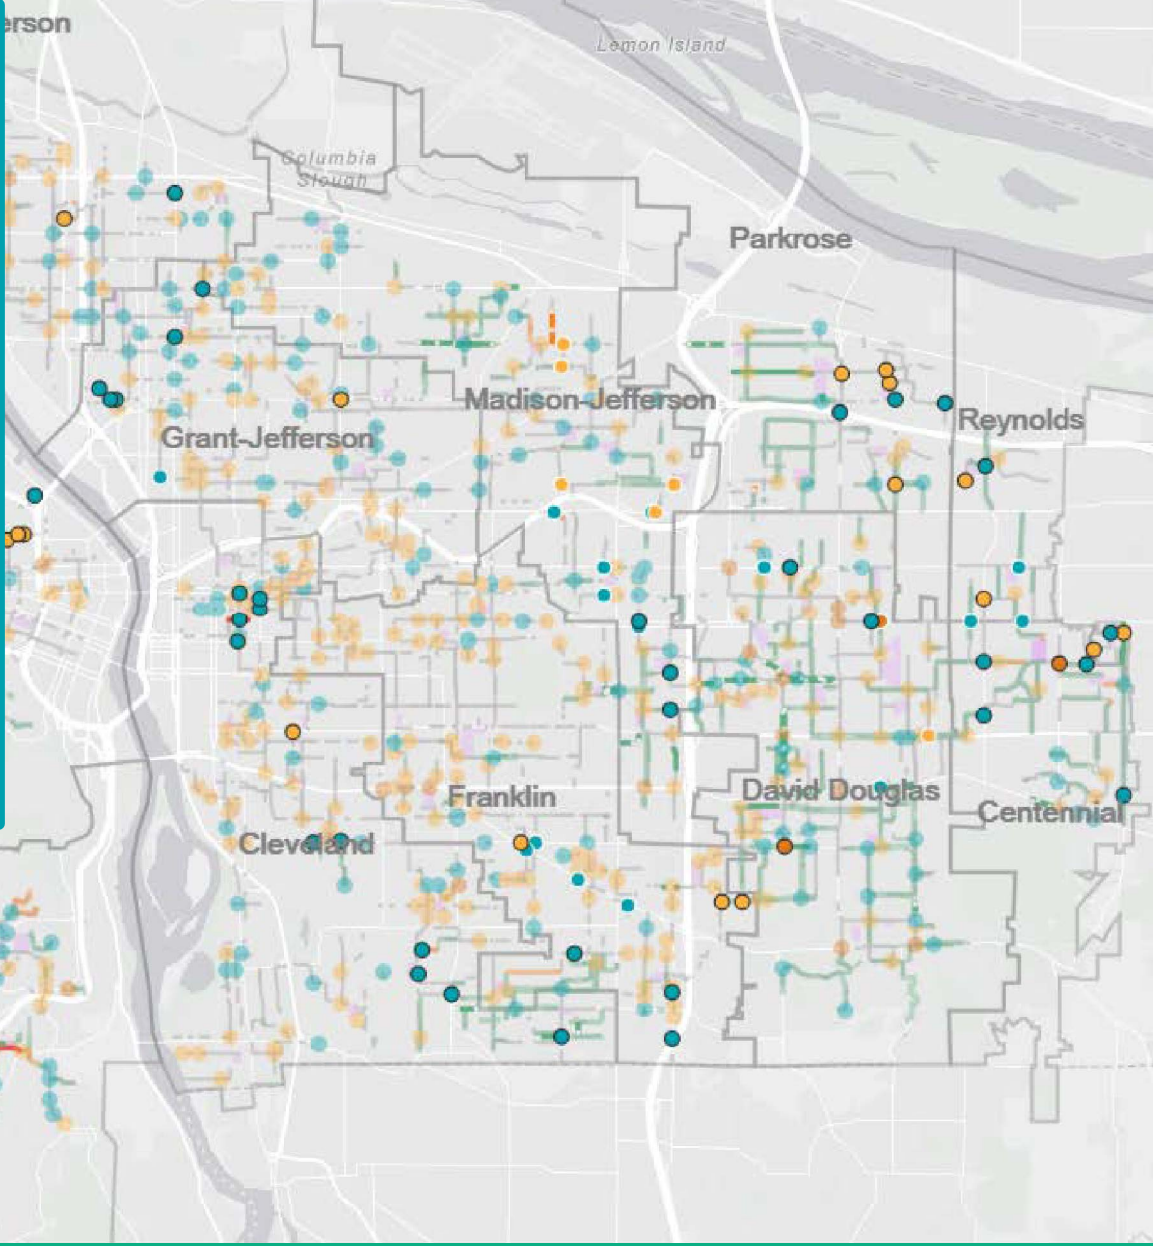 erson
Lemon Island
Columbia
Slough
Parkrose
Madison-Jefferson
Reynolds
Grant-Jefferson
David Douglas
Franklin
Centennial
Cleveland